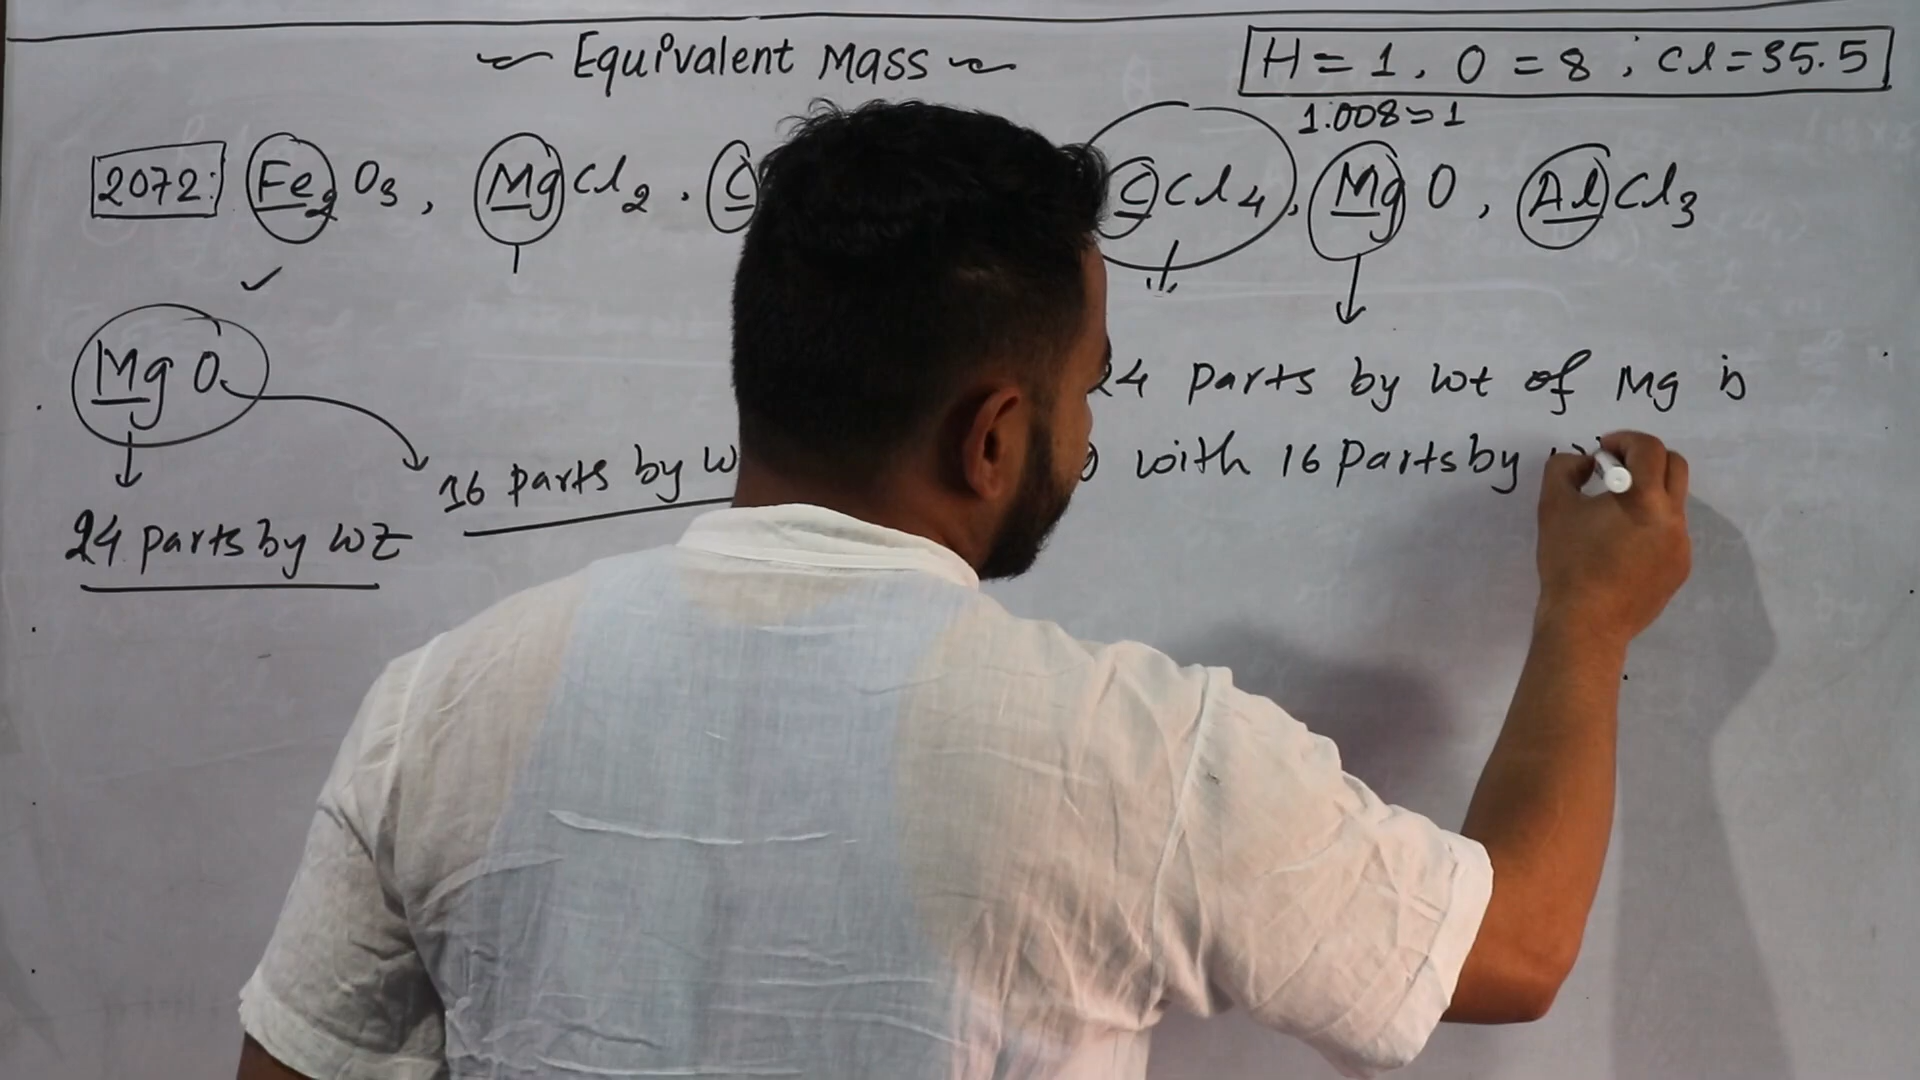 Equivalent Mass
H = 1, O = 8 ; Cl = 35.5
1.008 ≃ 1
2072: Fe2O3, MgCl2, C CCl4, MgO, AlCl3
MgO
24 parts by wt
16 parts by w
24 parts by wt of Mg is
with 16 parts by